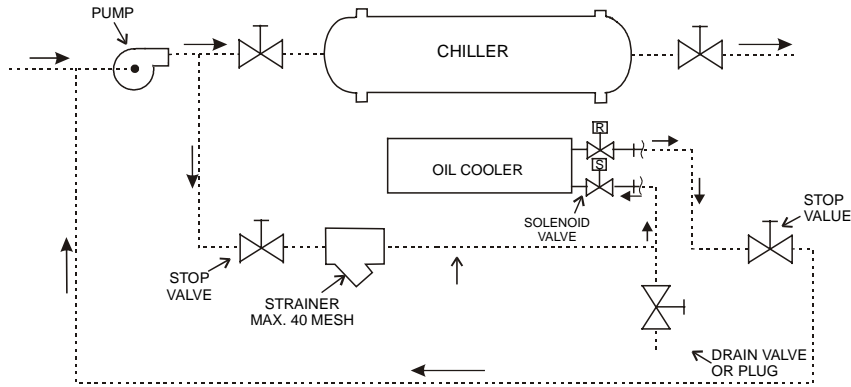 PUMP
CHILLER
R
OIL COOLER
S
SOLENOID
VALVE
STOP
VALUE
STOP
VALVE
STRAINER
MAX. 40 MESH
DRAIN VALVE
OR PLUG